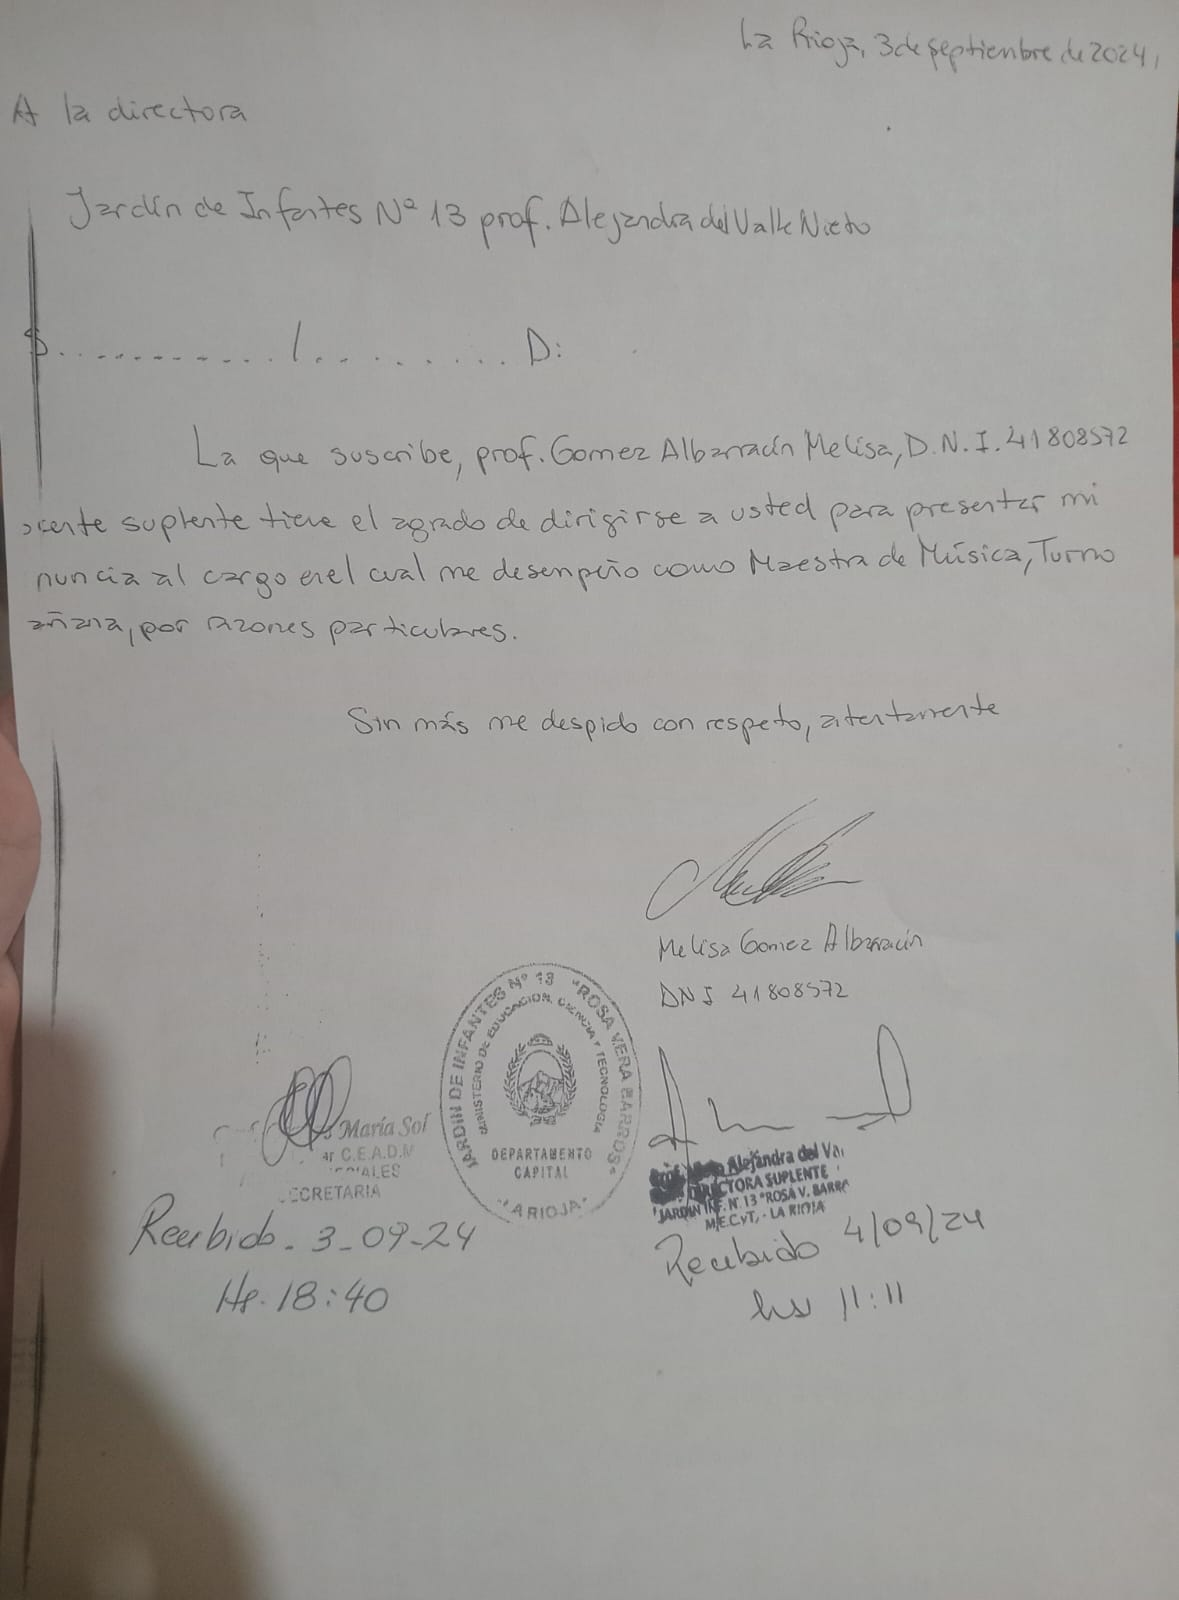 La Rioja, 3 de septiembre de 2024,
A la directora
Jardín de Infantes Nº 13 prof. Alejandra del Valle Nieto
S. . . . . . . . . . . / . . . . . . . . D:
La que suscribe, prof. Gomez Albarracín Melisa, D.N.I. 41808572
ocente suplente tiene el agrado de dirigirse a usted para presentar mi
nuncia al cargo en el cual me desempeño como Maestra de Música, Turno
añana, por razones particulares.
Sin más me despido con respeto, atentamente
Melisa Gomez Albarracín
DNI 41808572
JARDIN DE INFANTES Nº 13 "ROSA VERA BARROS"
MINISTERIO DE EDUCACION, CIENCIA Y TECNOLOGIA
DEPARTAMENTO
CAPITAL
LA RIOJA
María Sol
C.E.A.D.M
SECRETARIA
Alejandra del Va
DIRECTORA SUPLENTE
JARDIN INF. Nº 13 "ROSA V. BARR
M.E.C.yT. - LA RIOJA
Recibido - 3-09-24
Hs. 18:40
Recibido 4/09/24
hs 11:11